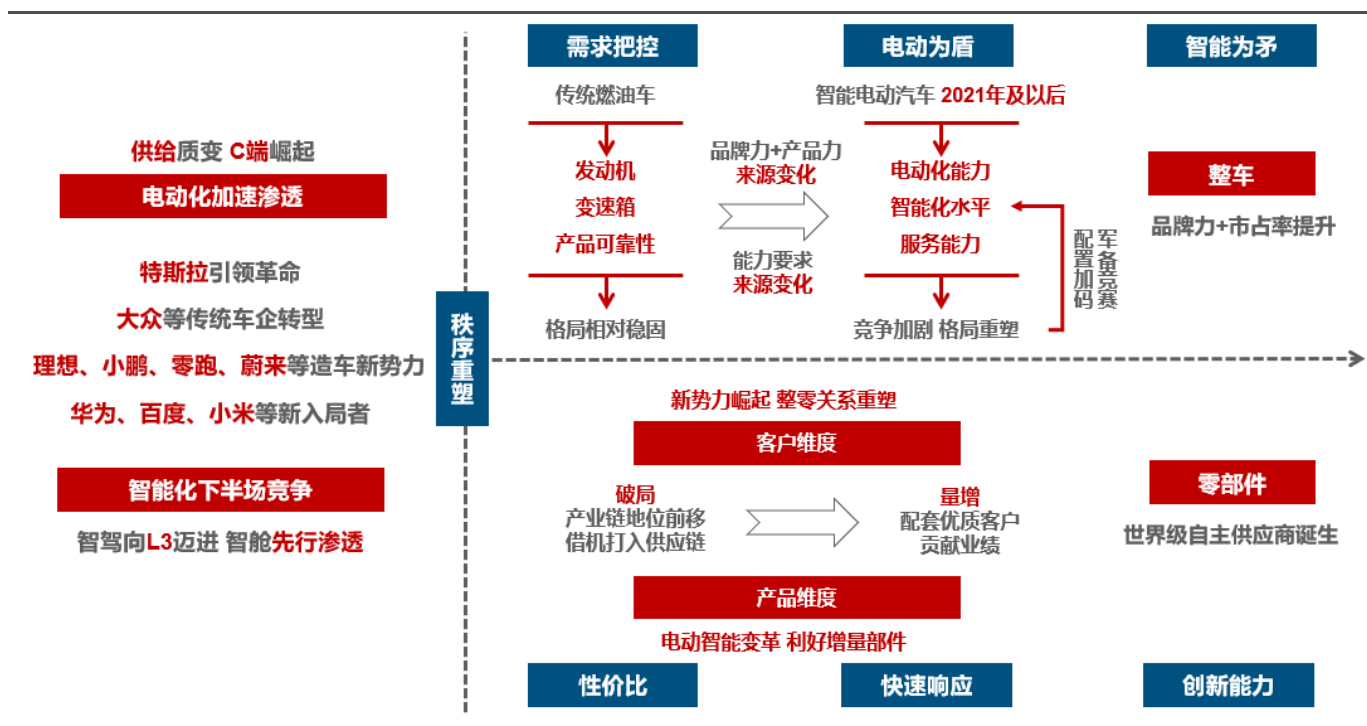 供给质变 C端崛起
电动化加速渗透
特斯拉引领革命
大众等传统车企转型
理想、小鹏、零跑、蔚来等造车新势力
华为、百度、小米等新入局者
智能化下半场竞争
智驾向L3迈进 智舱先行渗透
秩序重塑
需求把控
电动为盾
智能为矛
传统燃油车
发动机
变速箱
产品可靠性
格局相对稳固
品牌力+产品力
来源变化
能力要求
来源变化
智能电动汽车 2021年及以后
电动化能力
智能化水平
服务能力
竞争加剧 格局重塑
军备竞赛
配置加码
整车
品牌力+市占率提升
新势力崛起 整零关系重塑
客户维度
破局
产业链地位前移
借机打入供应链
量增
配套优质客户
贡献业绩
产品维度
电动智能变革 利好增量部件
零部件
世界级自主供应商诞生
性价比
快速响应
创新能力